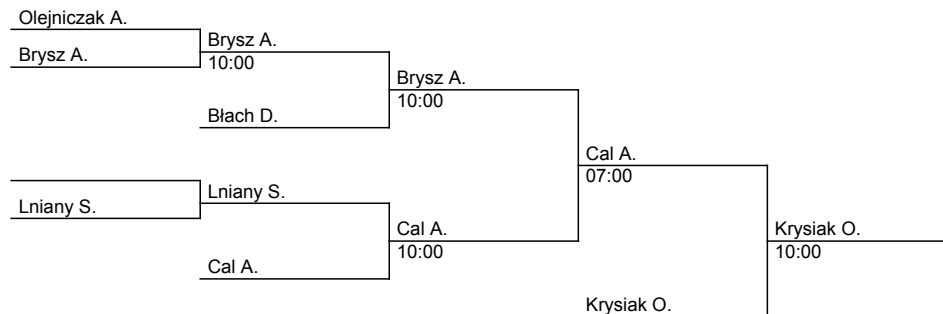 Olejniczak A.
Brysz A.
Brysz A.
10:00
Błach D.
Brysz A.
10:00
Lniany S.
Lniany S.
Cal A.
Cal A.
10:00
Cal A.
07:00
Krysiak O.
Krysiak O.
10:00